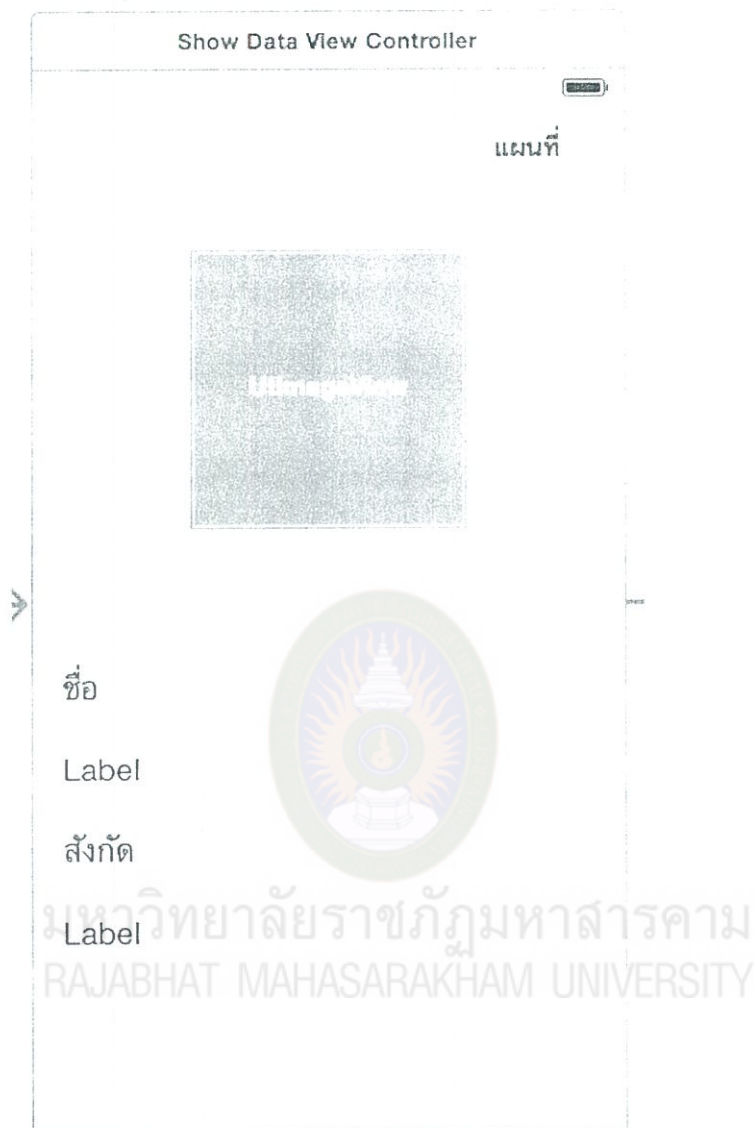 Show Data View Controller
แผนที่
UIImageView
ชื่อ
Label
สังกัด
Label
มหาวิทยาลัยราชภัฏมหาสารคาม
RAJABHAT MAHASARAKHAM UNIVERSITY